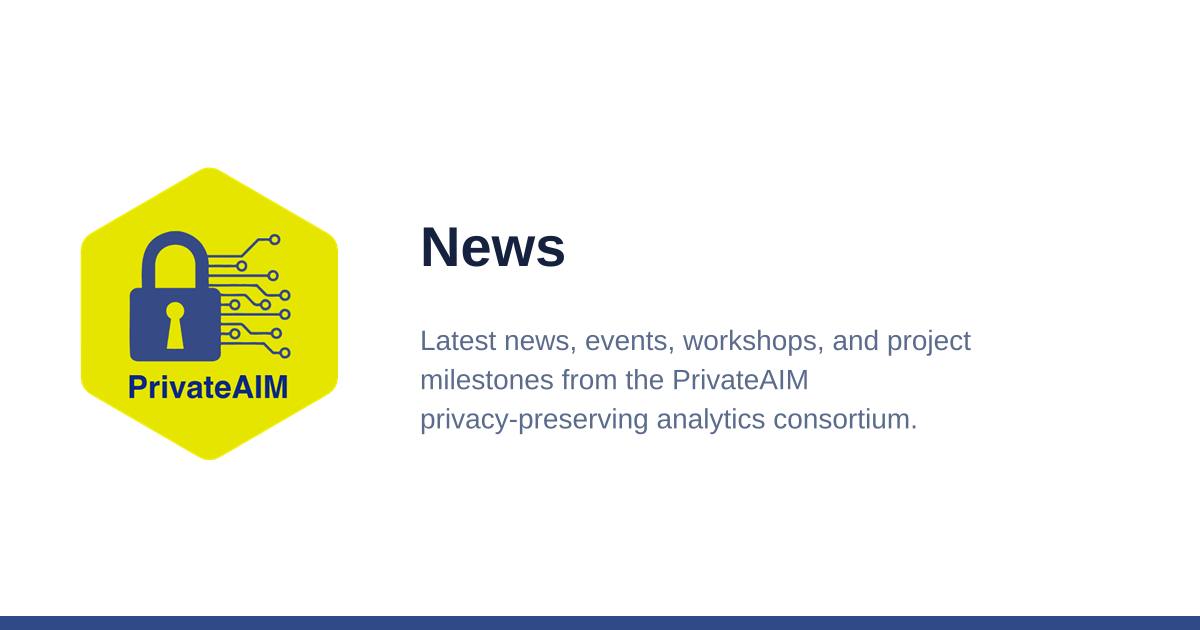 PrivateAIM
News
Latest news, events, workshops, and project
milestones from the PrivateAIM
privacy-preserving analytics consortium.